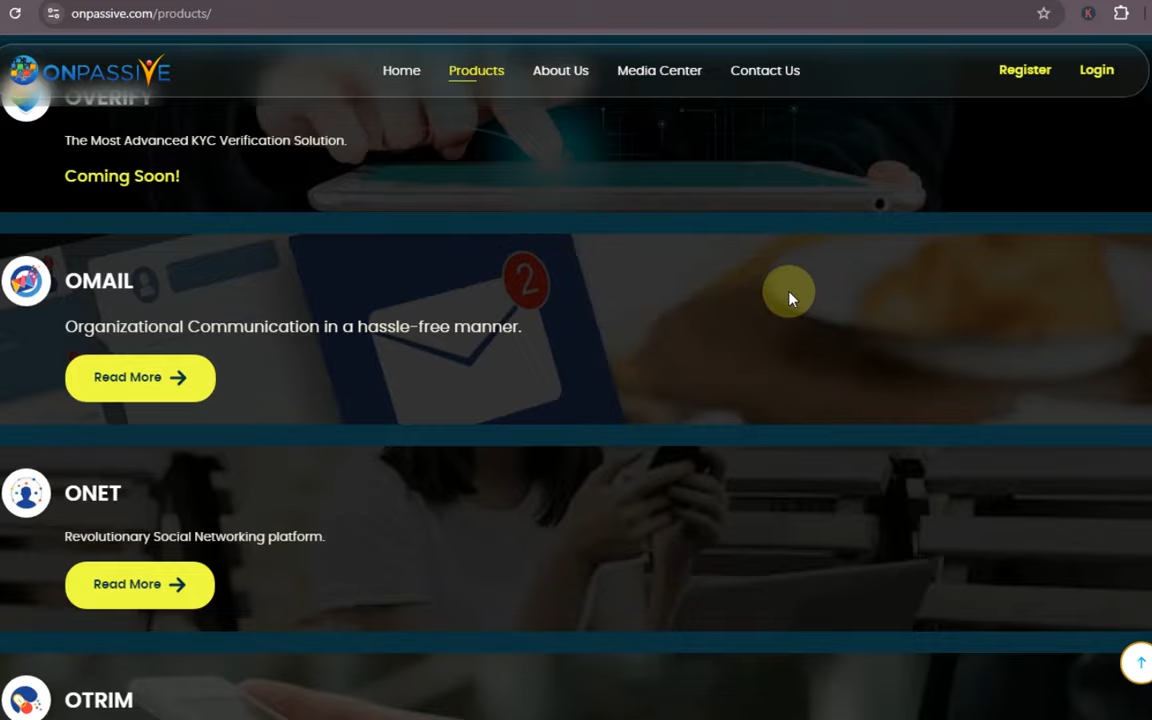 onpassive.com/products/
ONPASSIVE
Home
Products
About Us
Media Center
Contact Us
Register
Login
OVERIFY
The Most Advanced KYC Verification Solution.
Coming Soon!
2
OMAIL
Organizational Communication in a hassle-free manner.
Read More
ONET
Revolutionary Social Networking platform.
Read More
OTRIM
K